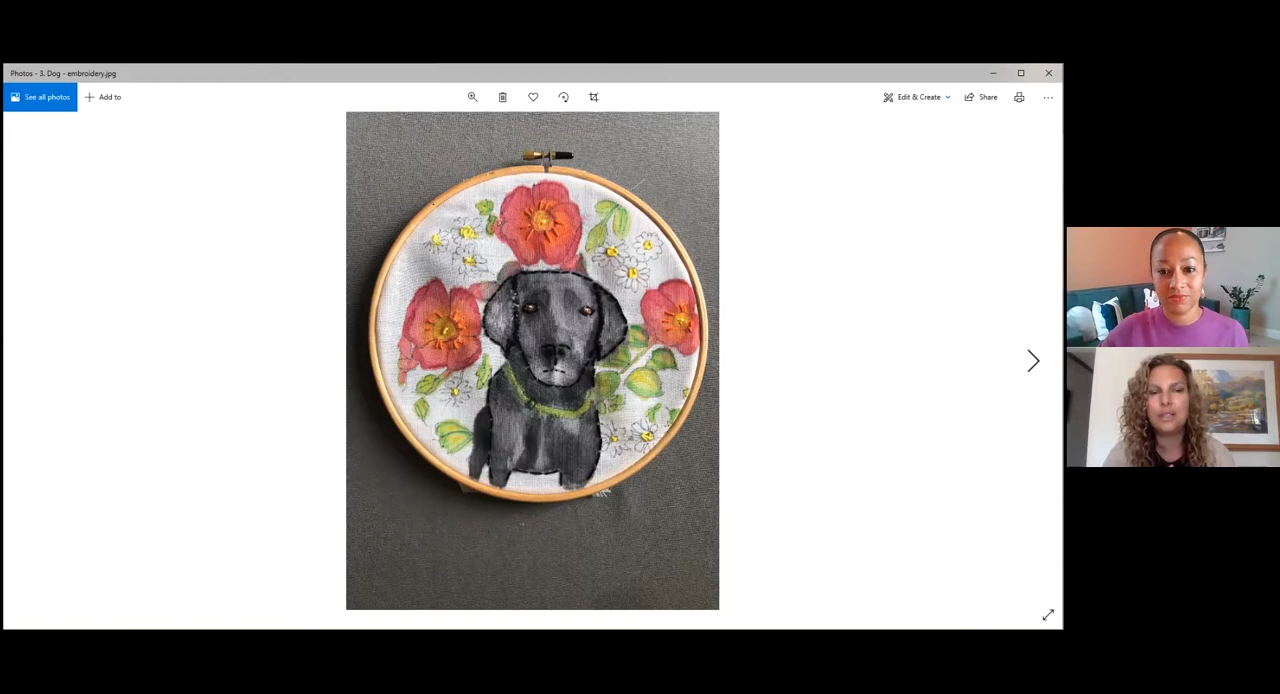 Photos - 3. Dog - embroidery.jpg
See all photos
Add to
Edit & Create
Share